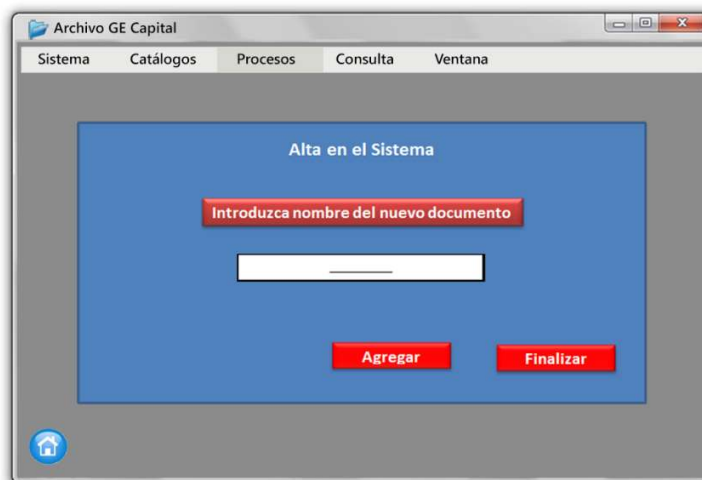 Archivo GE Capital
Sistema Catálogos Procesos Consulta Ventana
Alta en el Sistema
Introduzca nombre del nuevo documento
Agregar Finalizar